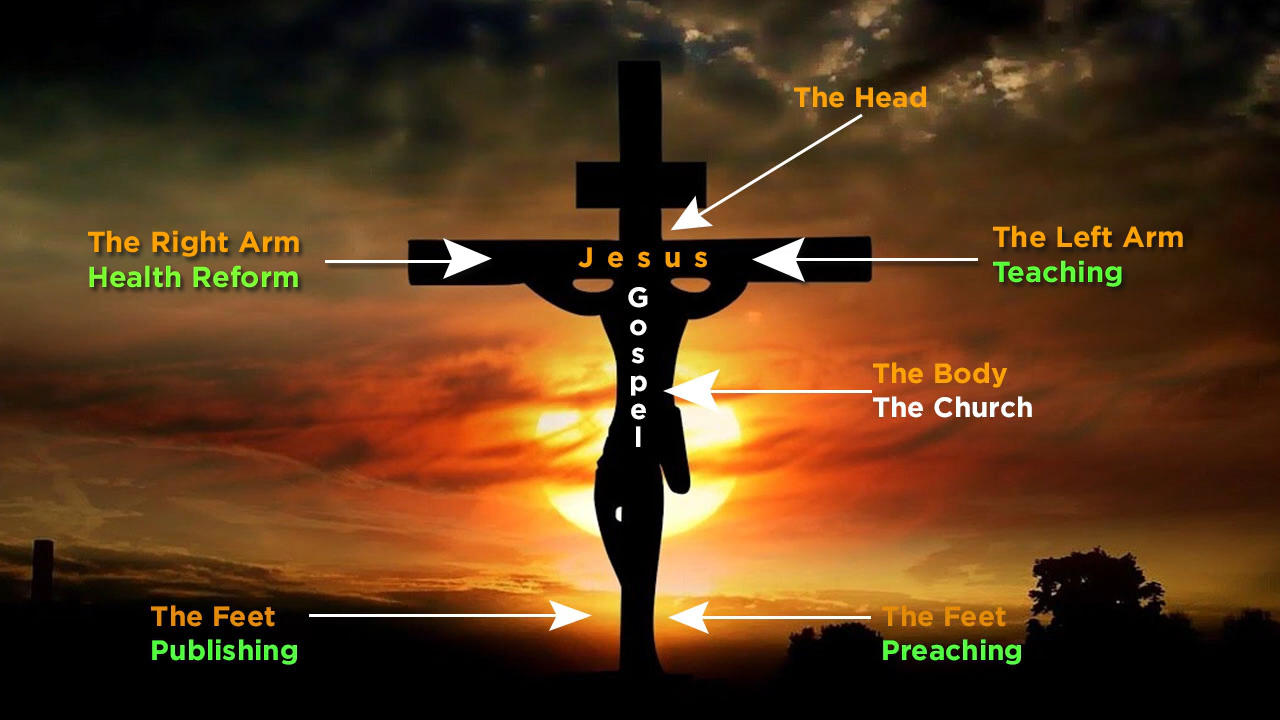 The Head
The Right Arm
Health Reform
Jesus
The Left Arm
Teaching
Gospel
The Body
The Church
The Feet
Publishing
The Feet
Preaching